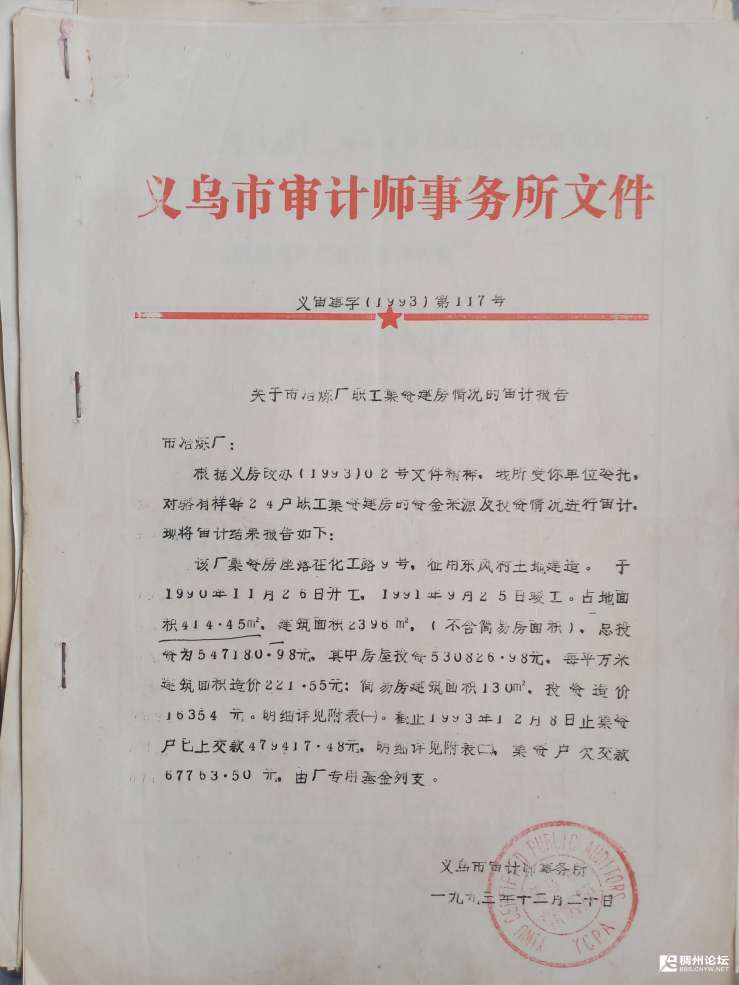 义乌市审计师事务所文件
义审事字(1993)第117号
关于市冶炼厂职工集资建房情况的审计报告
市冶炼厂：
根据义房改办(1993)02号文件精神，我所受你单位委托，
对骆有样等24户职工集资建房的资金来源及投资情况进行审计，
现将审计结果报告如下：
该厂集资房座落在化工路9号，征用东风村土地建造。于
1990年11月26日开工，1991年9月25日竣工。占地面
积414·45㎡，建筑面积2396㎡，(不含简易房面积)，总投
资为547180·98元，其中房屋投资530826·98元，每平方米
建筑面积造价221·55元；简易房建筑面积130㎡，投资造价
16354元。明细详见附表㈠。截止1993年12月8日止集资
户已上交款479417·48元，明细详见附表㈡，集资户欠交款
67763·50元，由厂专用基金列支。
义乌市审计师事务所
一九九三年十二月二十日
CERTIFIED PUBLIC AUDITORS
YIWU
YCPA
稠州论坛
BBS.CNYW.NET